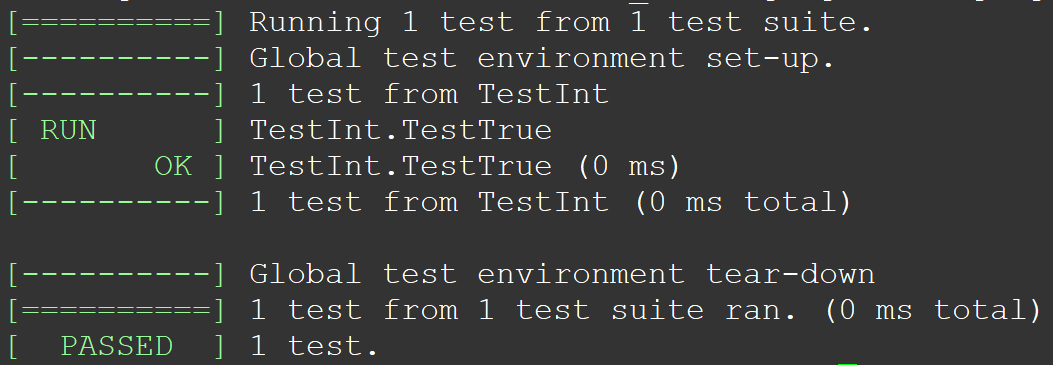 [==========] Running 1 test from 1 test suite.
[----------] Global test environment set-up.
[----------] 1 test from TestInt
[ RUN      ] TestInt.TestTrue
[       OK ] TestInt.TestTrue (0 ms)
[----------] 1 test from TestInt (0 ms total)

[----------] Global test environment tear-down
[==========] 1 test from 1 test suite ran. (0 ms total)
[  PASSED  ] 1 test.